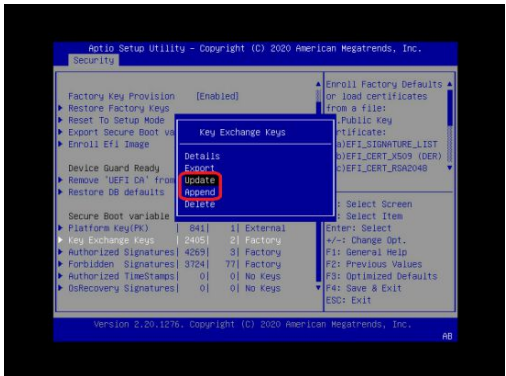 Aptio Setup Utility – Copyright (C) 2020 American Megatrends, Inc.
Security
Factory Key Provision [Enabled]
Restore Factory Keys
Reset To Setup Mode
Export Secure Boot va
Enroll Efi Image
Device Guard Ready
Remove 'UEFI CA' from
Restore DB defaults
Secure Boot variable
Platform Key(PK) | 841| 1| External
Key Exchange Keys | 2405| 2| Factory
Authorized Signatures| 4269| 3| Factory
Forbidden Signatures| 3724| 77| Factory
Authorized TimeStamps| 0| 0| No Keys
OsRecovery Signatures| 0| 0| No Keys
Key Exchange Keys
Details
Export
Update
Append
Delete
Enroll Factory Defaults
or load certificates
from a file:
.Public Key
rtificate:
a)EFI_SIGNATURE_LIST
b)EFI_CERT_X509 (DER)
c)EFI_CERT_RSA2048
: Select Screen
: Select Item
Enter: Select
+/-: Change Opt.
F1: General Help
F2: Previous Values
F3: Optimized Defaults
F4: Save & Exit
ESC: Exit
Version 2.20.1276. Copyright (C) 2020 American Megatrends, Inc.
AB